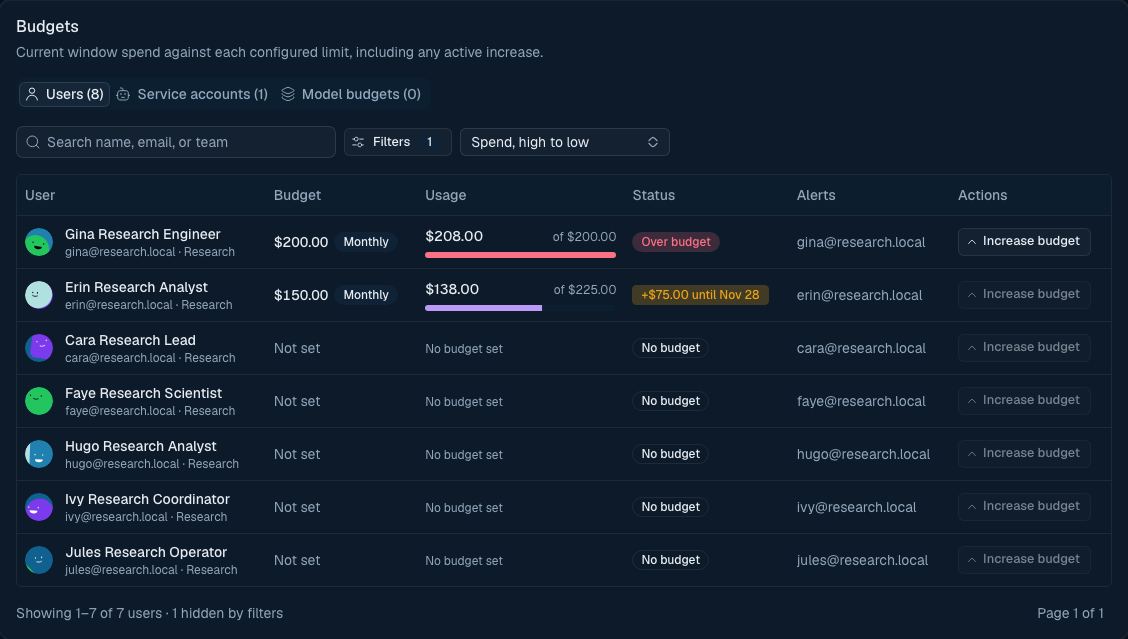 Budgets
Current window spend against each configured limit, including any active increase.
Users (8) Service accounts (1) Model budgets (0)
Search name, email, or team Filters 1 Spend, high to low
User Budget Usage Status Alerts Actions
Gina Research Engineer
gina@research.local · Research
$200.00 Monthly
$208.00 of $200.00
Over budget
gina@research.local
Increase budget
Erin Research Analyst
erin@research.local · Research
$150.00 Monthly
$138.00 of $225.00
+$75.00 until Nov 28
erin@research.local
Increase budget
Cara Research Lead
cara@research.local · Research
Not set
No budget set
No budget
cara@research.local
Increase budget
Faye Research Scientist
faye@research.local · Research
Not set
No budget set
No budget
faye@research.local
Increase budget
Hugo Research Analyst
hugo@research.local · Research
Not set
No budget set
No budget
hugo@research.local
Increase budget
Ivy Research Coordinator
ivy@research.local · Research
Not set
No budget set
No budget
ivy@research.local
Increase budget
Jules Research Operator
jules@research.local · Research
Not set
No budget set
No budget
jules@research.local
Increase budget
Showing 1–7 of 7 users · 1 hidden by filters Page 1 of 1